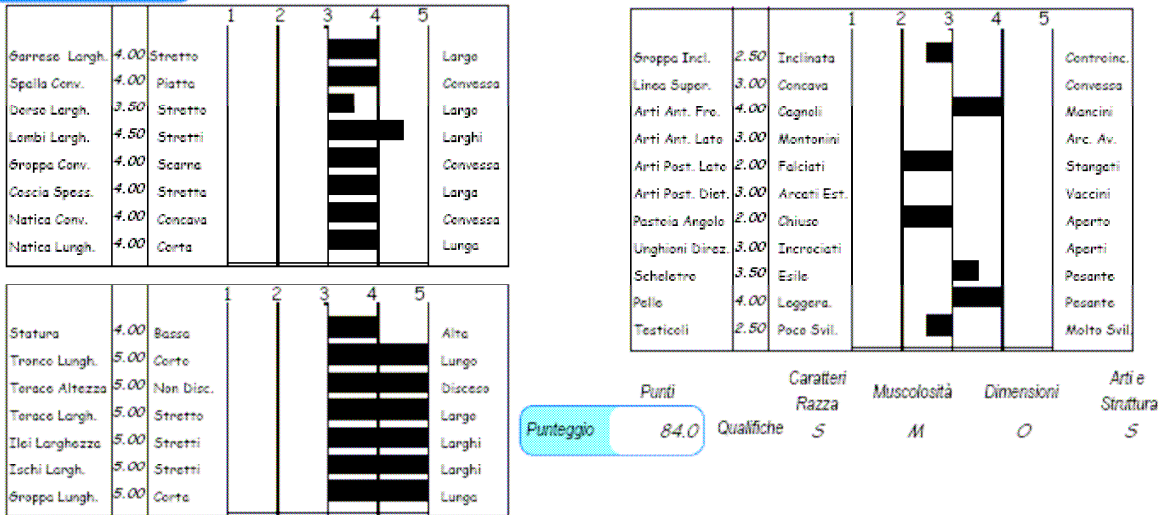 1 2 3 4 5
Garrese Largh. 4.00 Stretto Largo
Spalla Conv. 4.00 Piatta Convessa
Dorso Largh. 3.50 Stretto Largo
Lombi Largh. 4.50 Stretti Larghi
Groppa Conv. 4.00 Scarna Convessa
Coscia Spess. 4.00 Stretta Larga
Natica Conv. 4.00 Concava Convessa
Natica Lungh. 4.00 Corta Lunga
1 2 3 4 5
Statura 4.00 Bassa Alta
Tronco Lungh. 5.00 Corto Lungo
Torace Altezza 5.00 Non Disc. Disceso
Torace Largh. 5.00 Stretto Largo
Ilei Larghezza 5.00 Stretti Larghi
Ischi Largh. 5.00 Stretti Larghi
Groppa Lungh. 5.00 Corta Lunga
1 2 3 4 5
Groppa Incl. 2.50 Inclinata Controinc.
Linea Super. 3.00 Concava Convessa
Arti Ant. Fro. 4.00 Cagnoli Mancini
Arti Ant. Lato 3.00 Montonini Arc. Av.
Arti Post. Lato 2.00 Falciati Stangati
Arti Post. Diet. 3.00 Arcati Est. Vaccini
Pastoia Angolo 2.00 Chiuso Aperto
Unghioni Direz. 3.00 Incrociati Aperti
Scheletro 3.50 Esile Pesante
Pelle 4.00 Leggera. Pesante
Testicoli 2.50 Poco Svil. Molto Svil.
Punti Caratteri Razza Muscolosità Dimensioni Arti e Struttura
Punteggio 84.0 Qualifiche S M O S